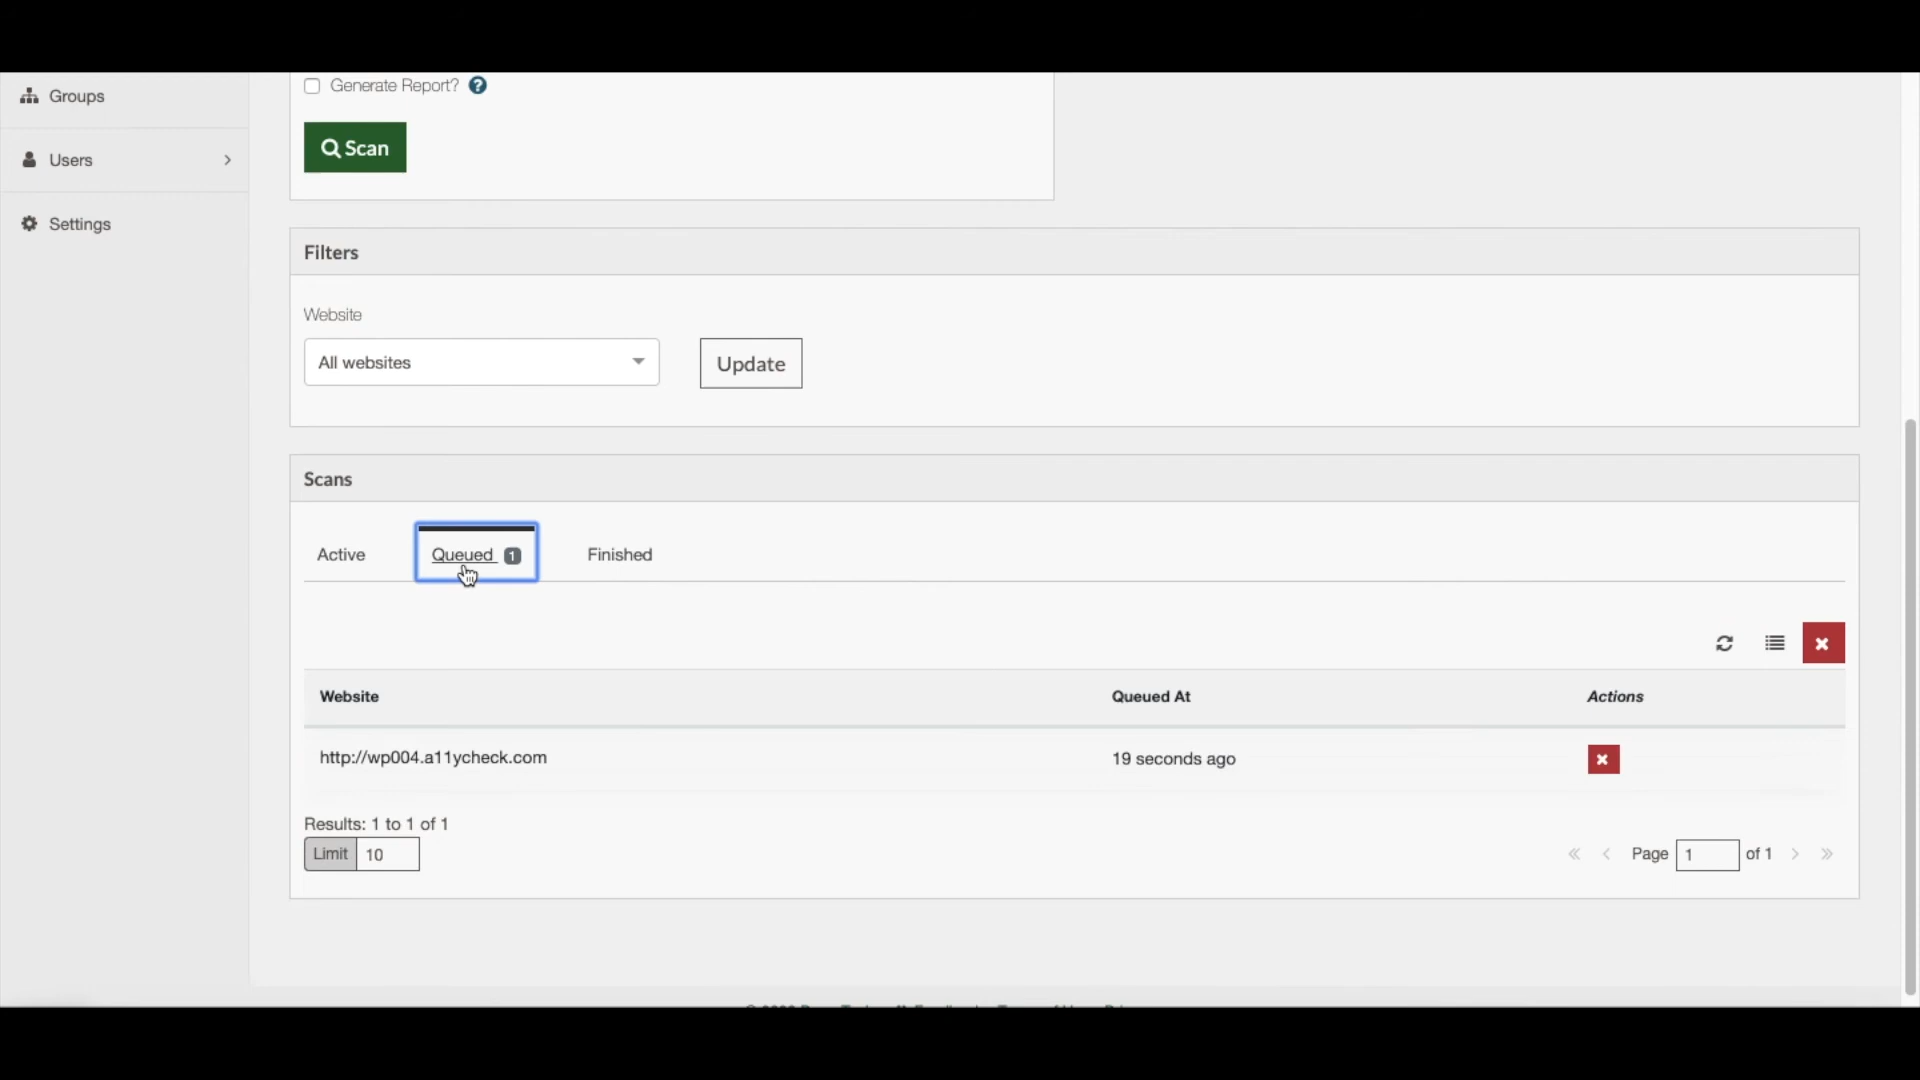 Groups
Generate Report?
Users
Scan
Settings
Filters
Website
All websites
Update
Scans
Active
Queued 1
Finished
Website Queued At Actions
http://wp004.a11ycheck.com 19 seconds ago
Results: 1 to 1 of 1
Limit 10
Page 1 of 1